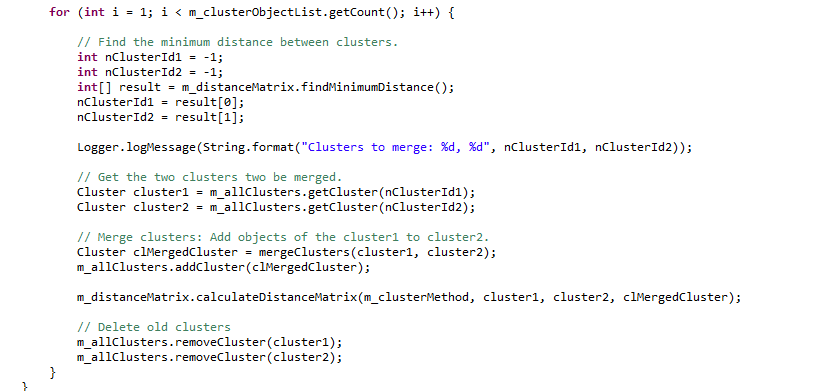 for (int i = 1; i < m_clusterObjectList.getCount(); i++) {
// Find the minimum distance between clusters.
int nClusterId1 = -1;
int nClusterId2 = -1;
int[] result = m_distanceMatrix.findMinimumDistance();
nClusterId1 = result[0];
nClusterId2 = result[1];
Logger.logMessage(String.format("Clusters to merge: %d, %d", nClusterId1, nClusterId2));
// Get the two clusters two be merged.
Cluster cluster1 = m_allClusters.getCluster(nClusterId1);
Cluster cluster2 = m_allClusters.getCluster(nClusterId2);
// Merge clusters: Add objects of the cluster1 to cluster2.
Cluster clMergedCluster = mergeClusters(cluster1, cluster2);
m_allClusters.addCluster(clMergedCluster);
m_distanceMatrix.calculateDistanceMatrix(m_clusterMethod, cluster1, cluster2, clMergedCluster);
// Delete old clusters
m_allClusters.removeCluster(cluster1);
m_allClusters.removeCluster(cluster2);
}
}